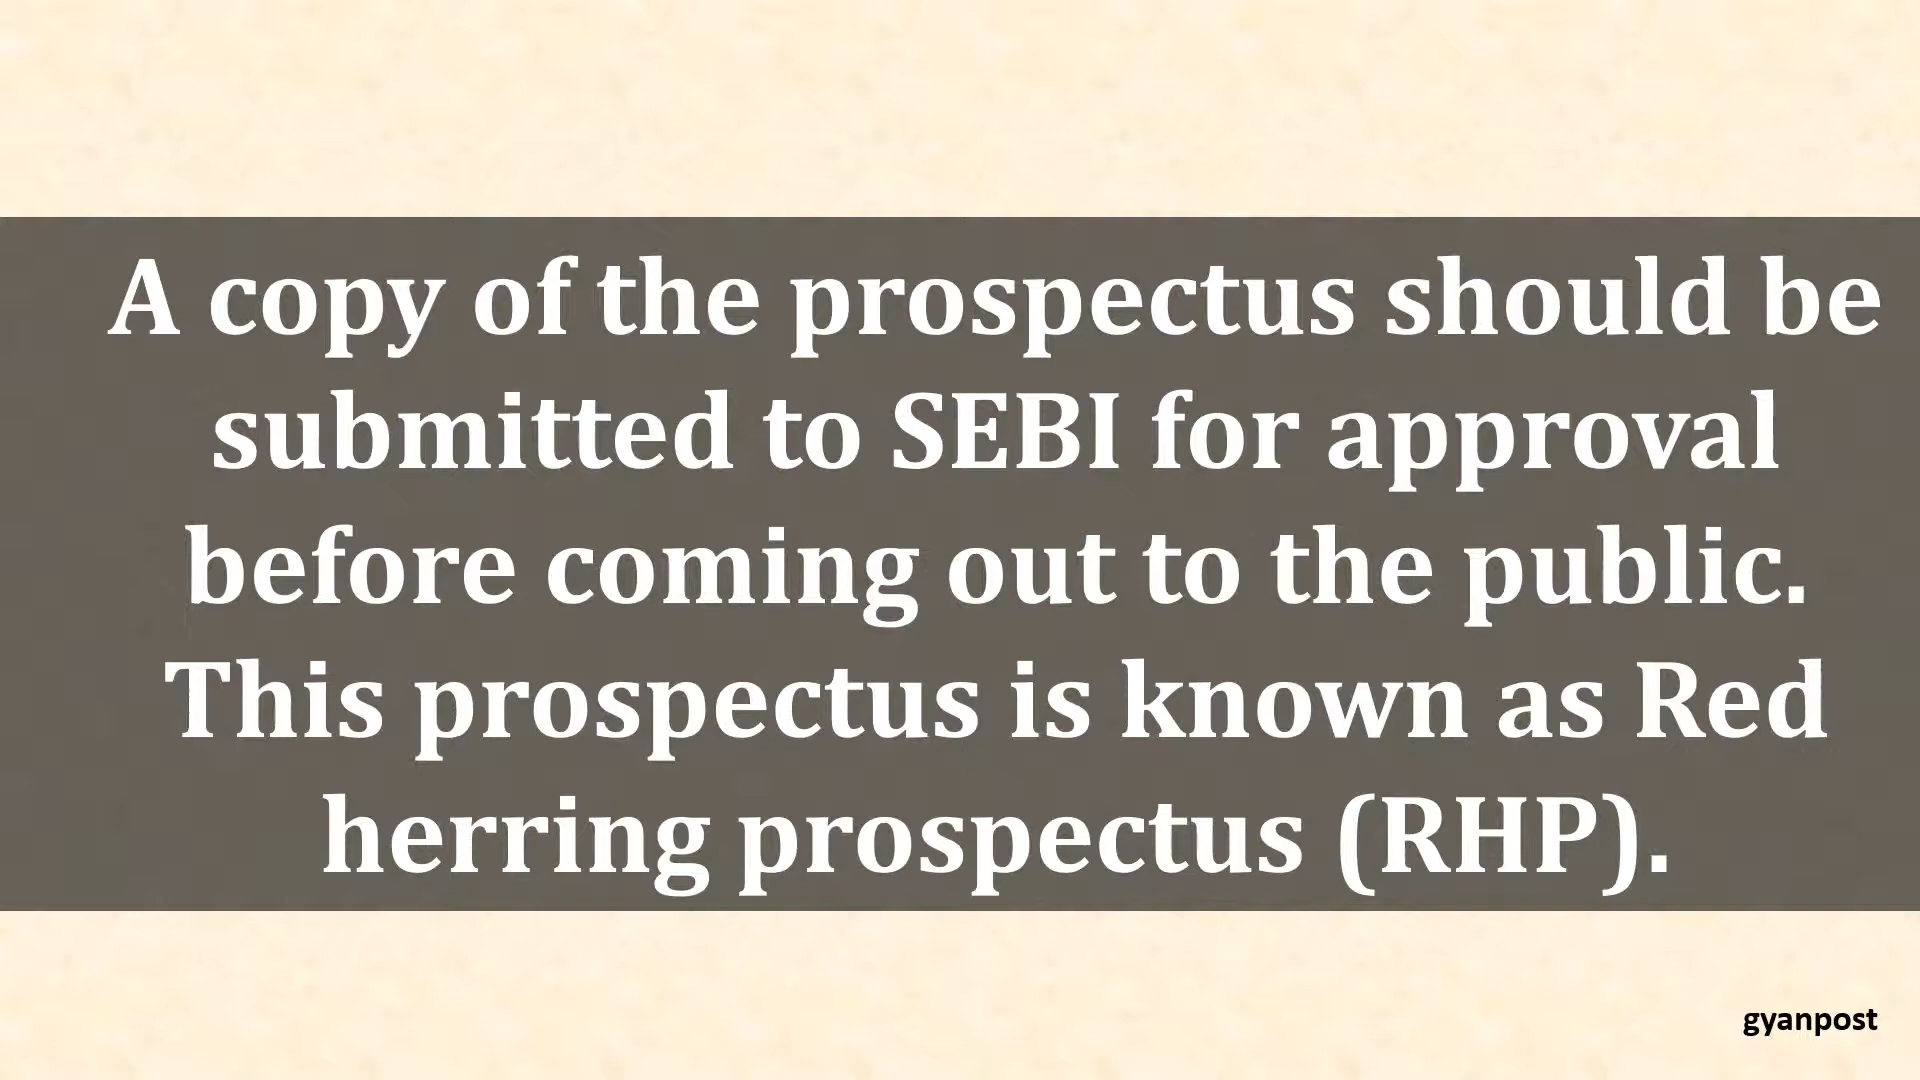 A copy of the prospectus should be
submitted to SEBI for approval
before coming out to the public.
This prospectus is known as Red
herring prospectus (RHP).
gyanpost